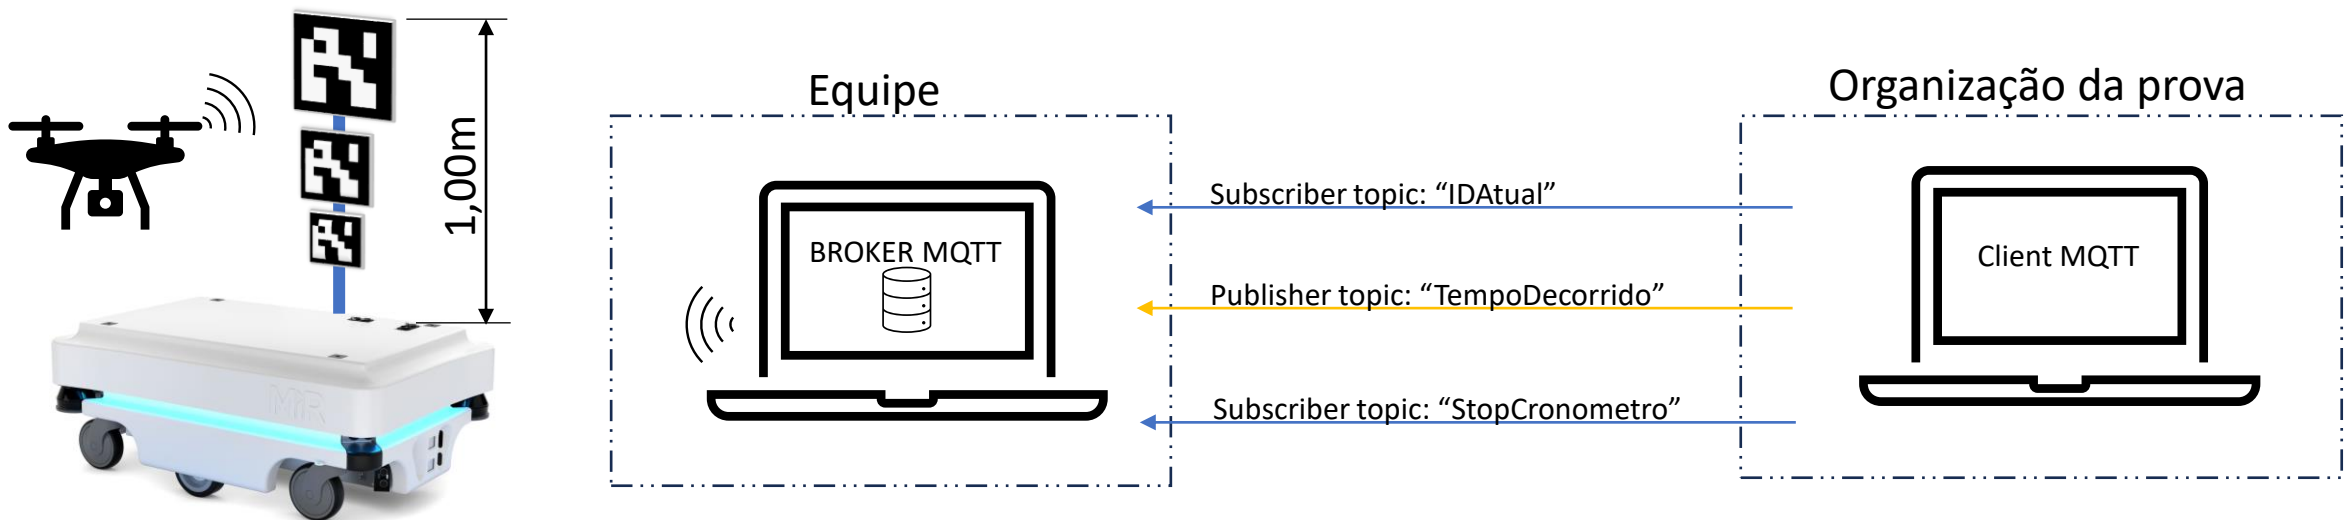 1,00m
MiR
Equipe
BROKER MQTT
Subscriber topic: “IDAtual”
Publisher topic: “TempoDecorrido”
Subscriber topic: “StopCronometro”
Organização da prova
Client MQTT